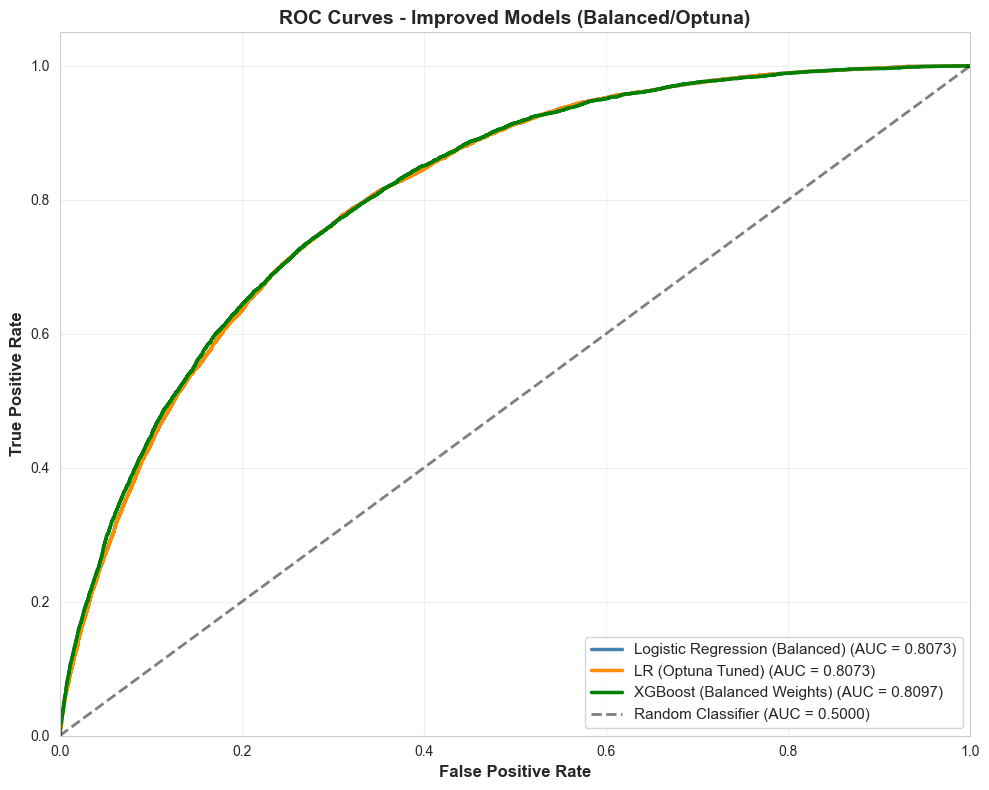 ROC Curves - Improved Models (Balanced/Optuna)
True Positive Rate
1.0
0.8
0.6
0.4
0.2
0.0
0.0 0.2 0.4 0.6 0.8 1.0
False Positive Rate
Logistic Regression (Balanced) (AUC = 0.8073)
LR (Optuna Tuned) (AUC = 0.8073)
XGBoost (Balanced Weights) (AUC = 0.8097)
Random Classifier (AUC = 0.5000)